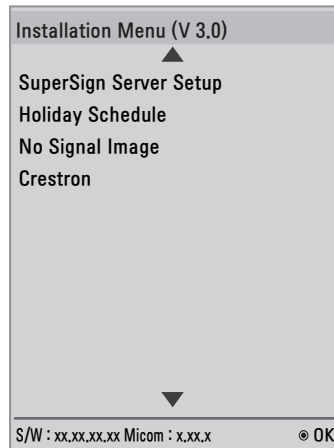 Installation Menu (V 3.0)
SuperSign Server Setup
Holiday Schedule
No Signal Image
Crestron
S/W : xx.xx.xx.xx Micom : x.xx.x ◉ OK